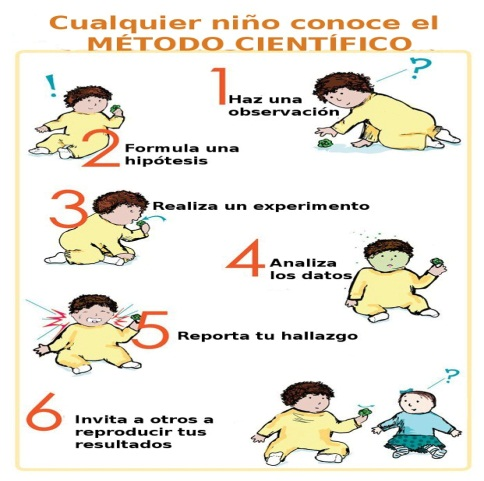 Cualquier niño conoce el
MÉTODO CIENTÍFICO
?
1
Haz una
observación
!
2
Formula una
hipótesis
3
Realiza un experimento
4
Analiza
los datos
5
Reporta tu hallazgo
6
Invita a otros a
reproducir tus
resultados
?